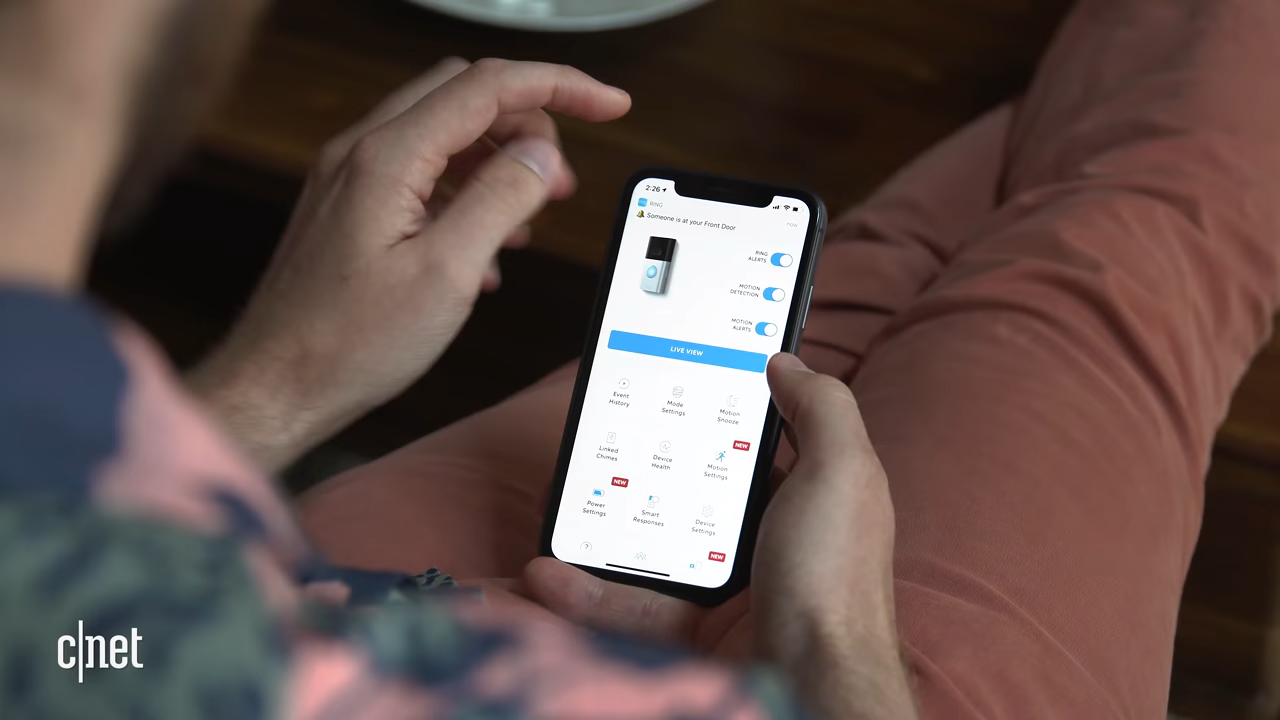 2:26
RING
NOW
Someone is at your Front Door
RING
ALERTS
MOTION
DETECTION
MOTION
ALERTS
LIVE VIEW
Event
History
Mode
Settings
Motion
Snooze
Linked
Chimes
Device
Health
NEW
Motion
Settings
NEW
Power
Settings
Smart
Responses
Device
Settings
?
NEW
c|net